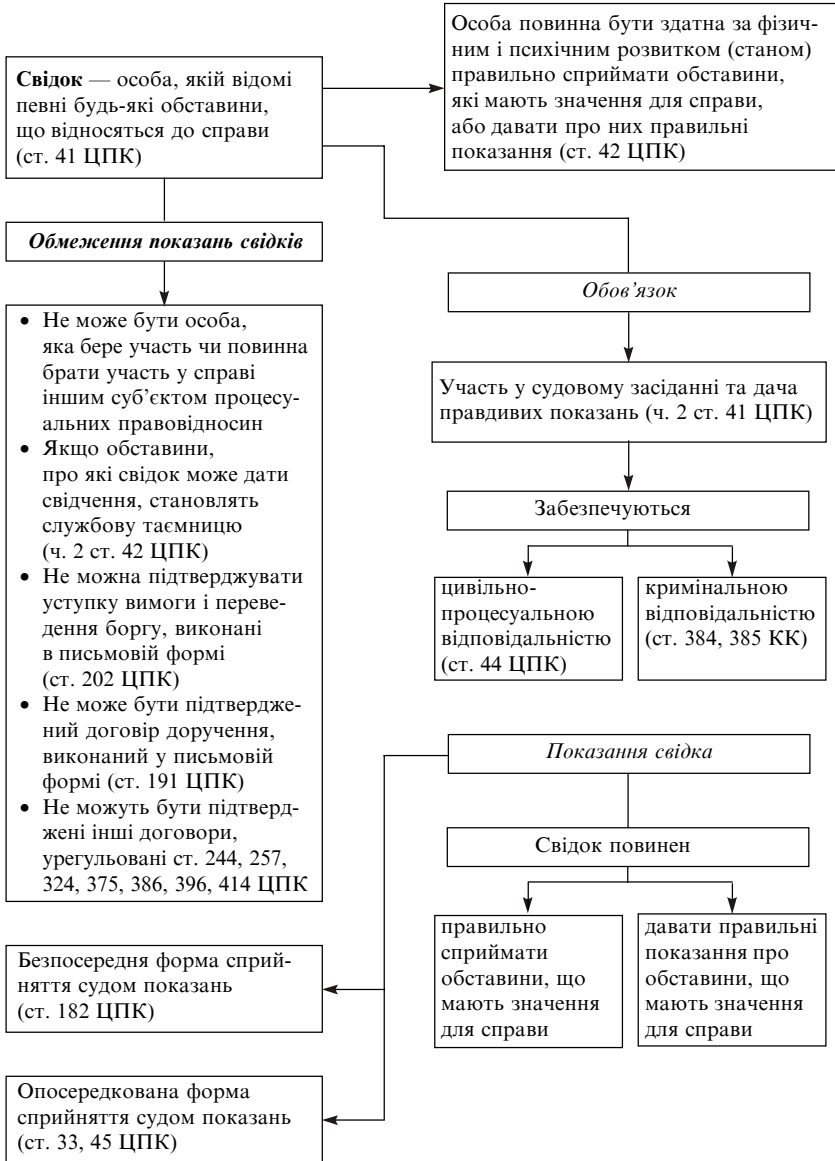 Свідок — особа, якій відомі
певні будь-які обставини,
що відносяться до справи
(ст. 41 ЦПК)
Особа повинна бути здатна за фізич-
ним і психічним розвитком (станом)
правильно сприймати обставини,
які мають значення для справи,
або давати про них правильні
показання (ст. 42 ЦПК)
Обмеження показань свідків
• Не може бути особа,
яка бере участь чи повинна
брати участь у справі
іншим суб’єктом процесу-
альних правовідносин
• Якщо обставини,
про які свідок може дати
свідчення, становлять
службову таємницю
(ч. 2 ст. 42 ЦПК)
• Не можна підтверджувати
уступку вимоги і переве-
дення боргу, виконані
в письмовій формі
(ст. 202 ЦПК)
• Не може бути підтвердже-
ний договір доручення,
виконаний у письмовій
формі (ст. 191 ЦПК)
• Не можуть бути підтвер-
джені інші договори,
урегульовані ст. 244, 257,
324, 375, 386, 396, 414 ЦПК
Обов’язок
Участь у судовому засіданні та дача
правдивих показань (ч. 2 ст. 41 ЦПК)
Забезпечуються
цивільно-
процесуальною
відповідальністю
(ст. 44 ЦПК)
кримінальною
відповідальністю
(ст. 384, 385 КК)
Показання свідка
Свідок повинен
правильно
сприймати
обставини, що
мають значення
для справи
давати правильні
показання про
обставини, що
мають значення
для справи
Безпосередня форма сприй-
няття судом показань
(ст. 182 ЦПК)
Опосередкована форма
сприйняття судом показань
(ст. 33, 45 ЦПК)